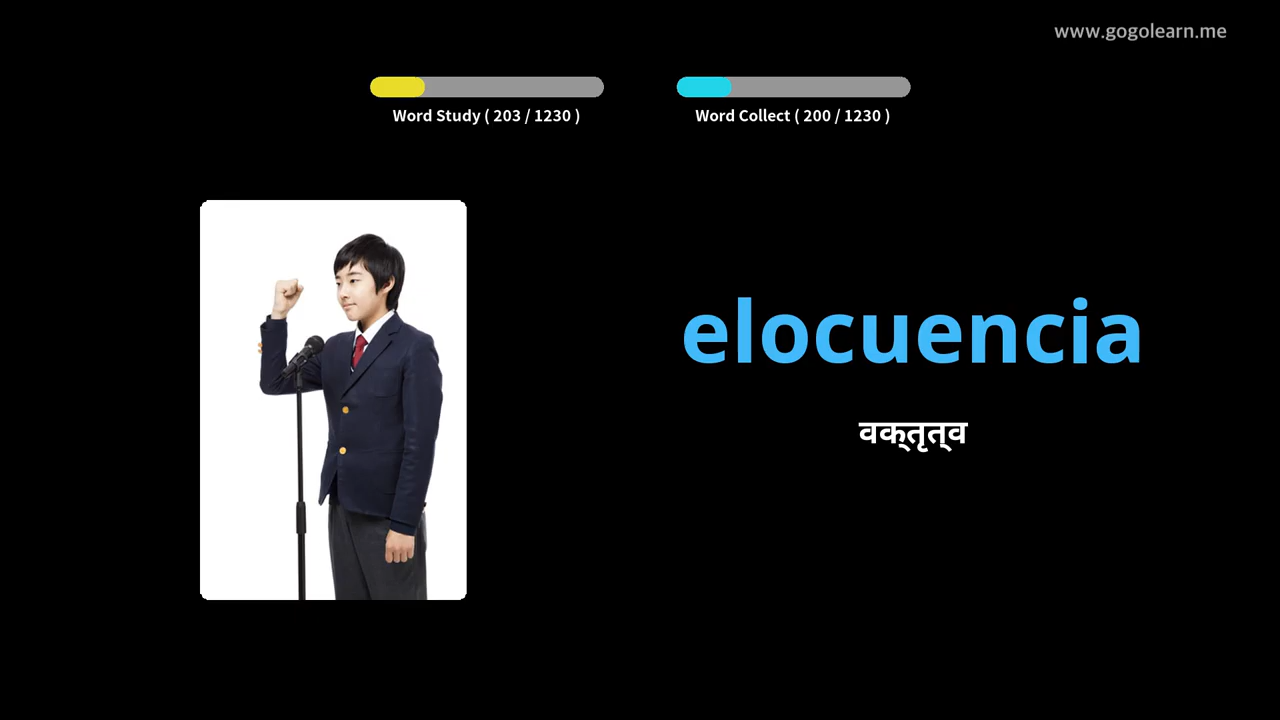 www.gogolearn.me
Word Study ( 203 / 1230 )
Word Collect ( 200 / 1230 )
elocuencia
वक्तृत्व